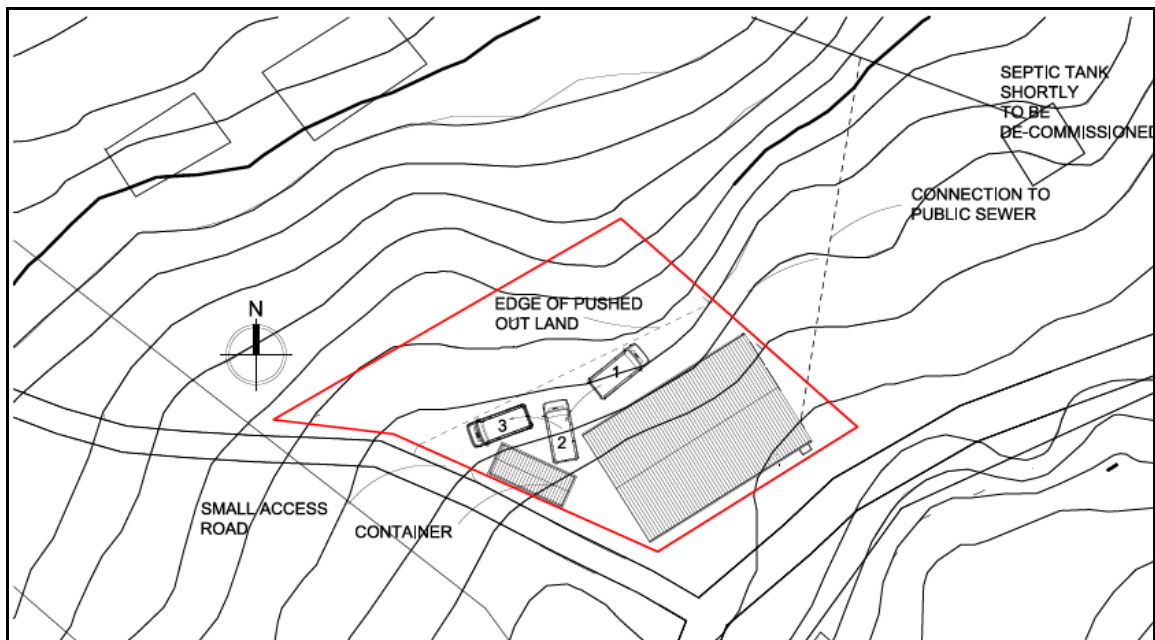 SEPTIC TANK
SHORTLY
TO BE
DE-COMMISSIONED
CONNECTION TO
PUBLIC SEWER
N
EDGE OF PUSHED
OUT LAND
1
3
2
SMALL ACCESS
ROAD
CONTAINER